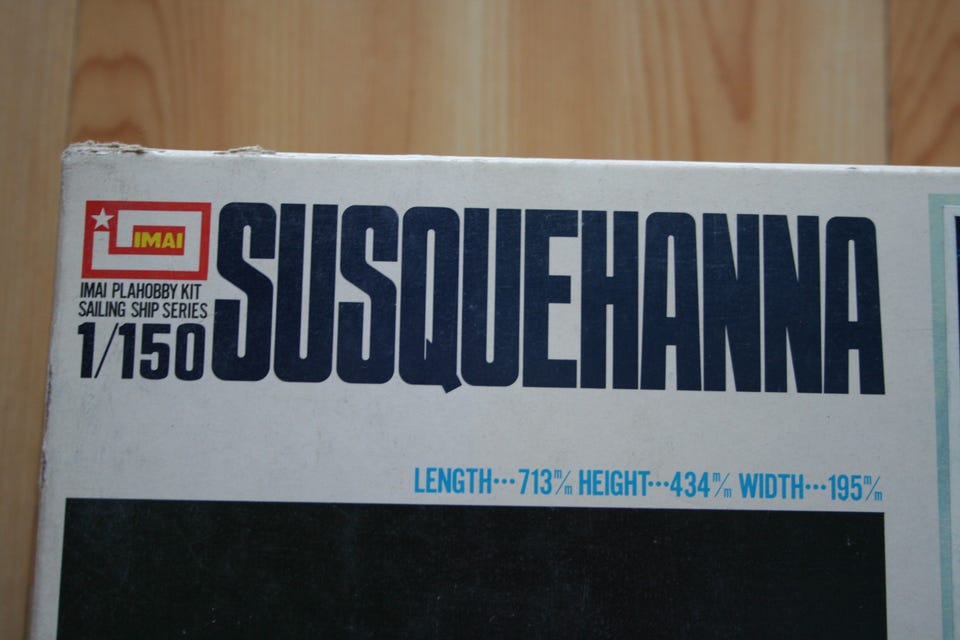 IMAI
IMAI PLAHOBBY KIT
SAILING SHIP SERIES
1/150
SUSQUEHANNA
LENGTH···713m/m HEIGHT···434m/m WIDTH···195m/m